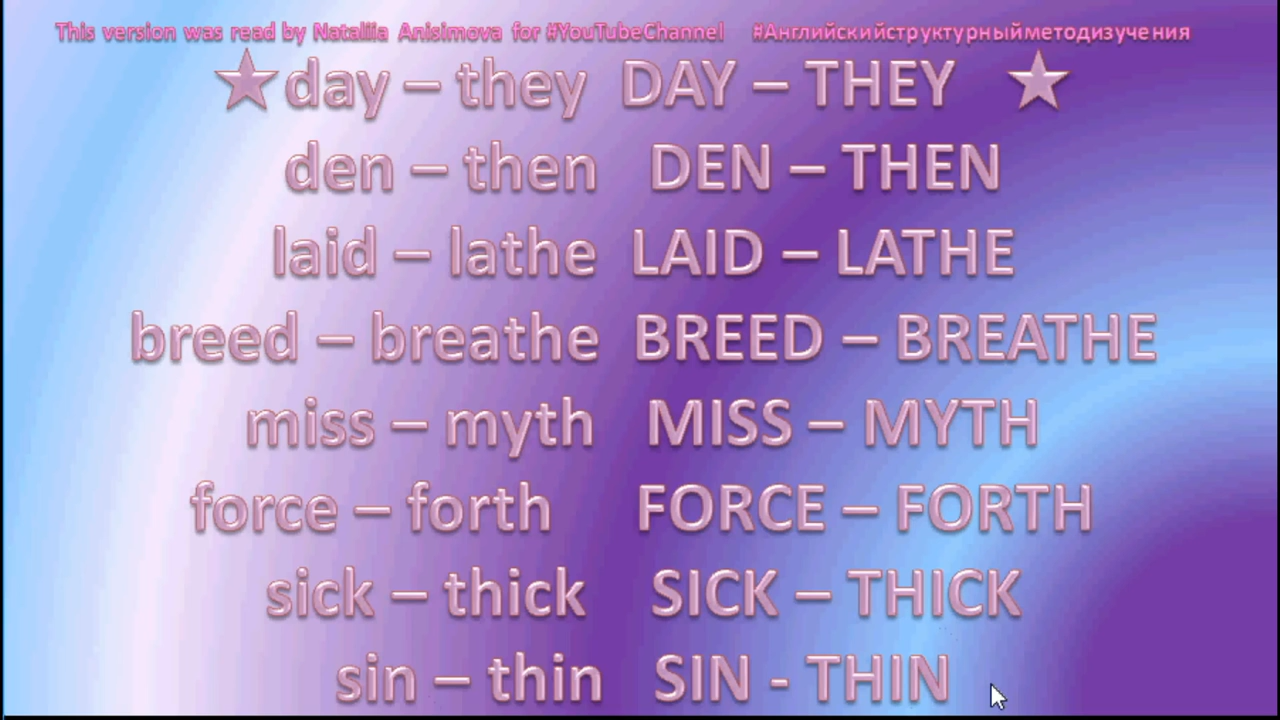 This version was read by Nataliia Anisimova for #YouTubeChannel #Английскийструктурныйметодизучения
day – they DAY – THEY
den – then DEN – THEN
laid – lathe LAID – LATHE
breed – breathe BREED – BREATHE
miss – myth MISS – MYTH
force – forth FORCE – FORTH
sick – thick SICK – THICK
sin – thin SIN - THIN